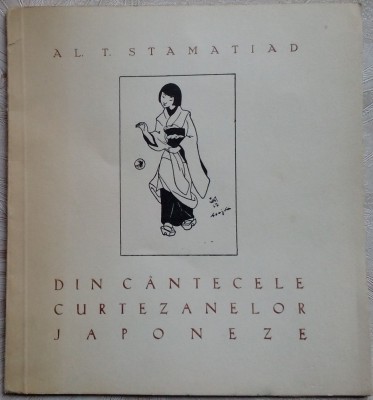 AL. T. STAMATIAD
DIN CÂNTECELE
CURTEZANELOR
JAPONEZE